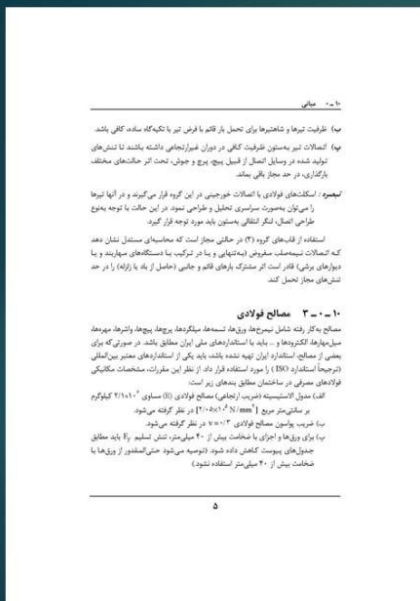 ۱۰ـ۰ مبانی
ب) ظرفیت تیرها و شاهتیرها برای تحمل بار قائم با فرض تیر با تکیه‌گاه ساده، کافی باشد.
پ) اتصالات تیر به‌ستون ظرفیت کافی در دوران غیرارتجاعی داشته باشند تا تنش‌های
تولید شده در وسایل اتصال از قبیل پیچ، پرچ و جوش، تحت اثر حالت‌های مختلف
بارگذاری، در حد مجاز باقی بماند.
تبصره: اسکلت‌های فولادی با اتصالات خورجینی در این گروه قرار می‌گیرند و در آنها تیرها
را می‌توان به‌صورت سراسری تحلیل و طراحی نمود. در این حالت با توجه به‌نوع
طراحی اتصال، لنگر انتقالی به‌ستون باید مورد توجه قرار گیرد.
استفاده از قاب‌های گروه (۳) در حالتی مجاز است که محاسبه‌ای مستدل نشان دهد
که اتصالات نیمه‌صلب مفروض (به‌تنهایی و یا در ترکیب با دستگاه‌های مهاربند و یا
دیوارهای برشی) قادر است اثر مشترک بارهای قائم و جانبی (حاصل از باد یا زلزله) را در حد
تنش‌های مجاز تحمل کند.
۱۰ـ۰ـ۳ مصالح فولادی
مصالح به‌کار رفته شامل نیمرخ‌ها، ورق‌ها، تسمه‌ها، میلگردها، پرچ‌ها، پیچ‌ها، واشرها، مهره‌ها،
میل‌مهارها، الکترودها و ... باید با استانداردهای ملی ایران مطابق باشد. در صورتی‌که برای
بعضی از مصالح، استاندارد ایران تهیه نشده باشد، باید یکی از استانداردهای معتبر بین‌المللی
(ترجیحاً استاندارد ISO) را مورد استفاده قرار داد. از نظر این مقررات، مشخصات مکانیکی
فولادهای مصرفی در ساختمان مطابق بندهای زیر است:
الف) مدول الاستیسیته (ضریب ارتجاعی) مصالح فولادی (E) مساوی ۲/۱×۱۰⁶ کیلوگرم
بر سانتی‌متر مربع [۲/۰۵×۱۰⁵ N/mm²] در نظر گرفته می‌شود.
ب) ضریب پواسون مصالح فولادی ν=۰/۳ در نظر گرفته می‌شود.
پ) برای ورق‌ها و اجزای با ضخامت بیش از ۴۰ میلی‌متر، تنش تسلیم Fy باید مطابق
جدول‌های پیوست کاهش داده شود. (توصیه می‌شود حتی‌المقدور از ورق‌ها با
ضخامت بیش از ۴۰ میلی‌متر استفاده نشود.)
۵